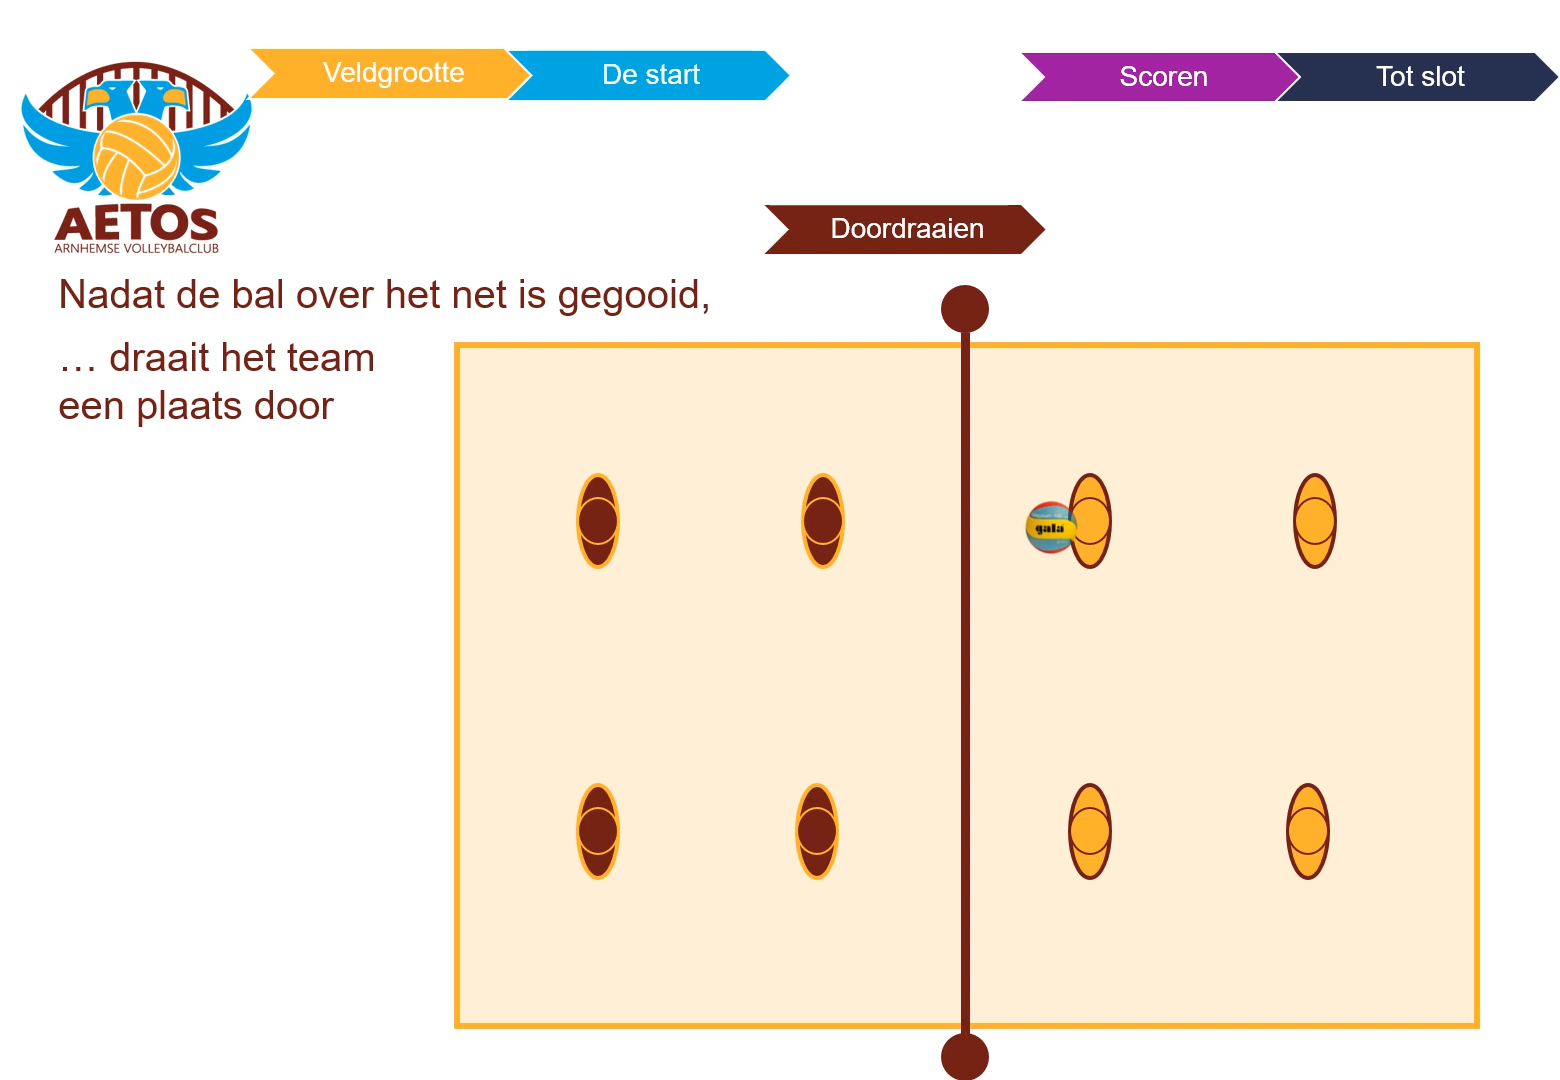 Veldgrootte
De start
Scoren
Tot slot
AETOS
ARNHEMSE VOLLEYBALCLUB
Doordraaien
Nadat de bal over het net is gegooid,
… draait het team
een plaats door
gala